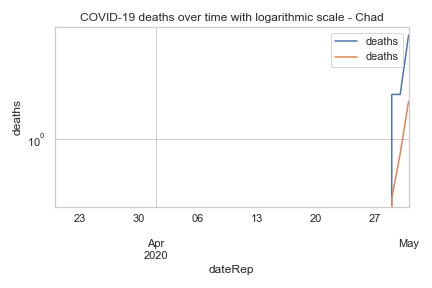 COVID-19 deaths over time with logarithmic scale - Chad
deaths
deaths
deaths
10⁰
23 30 06 13 20 27
Apr May
2020
dateRep